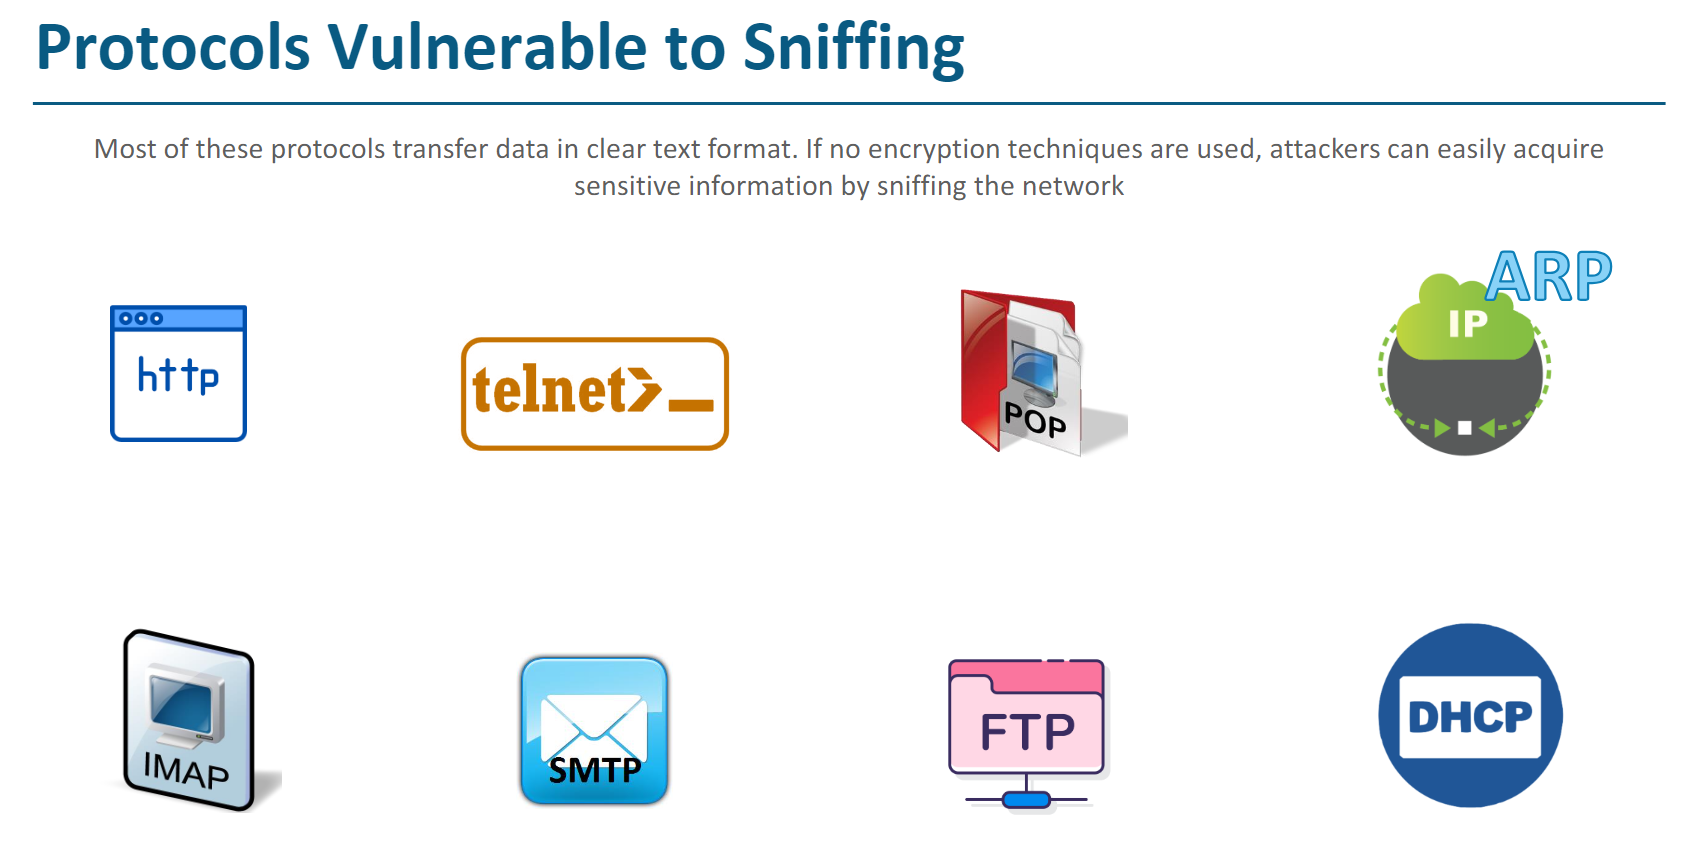 Protocols Vulnerable to Sniffing
Most of these protocols transfer data in clear text format. If no encryption techniques are used, attackers can easily acquire
sensitive information by sniffing the network
http
telnet>_
POP
ARP
IP
IMAP
SMTP
FTP
DHCP